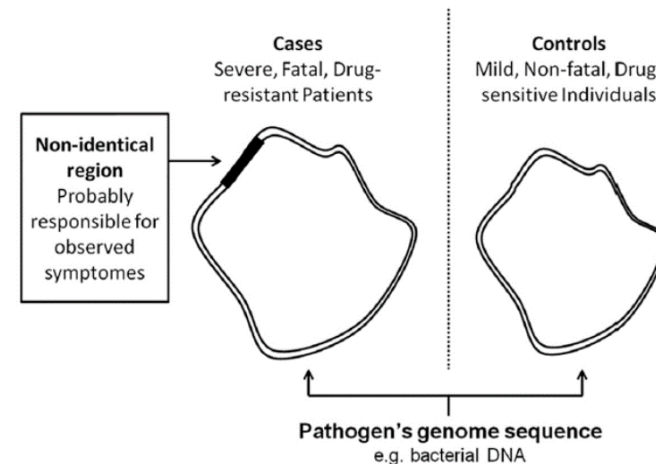 Cases
Severe, Fatal, Drug-
resistant Patients
Controls
Mild, Non-fatal, Drug
sensitive Individuals
Non-identical
region
Probably
responsible for
observed
symptomes
Pathogen's genome sequence
e.g. bacterial DNA